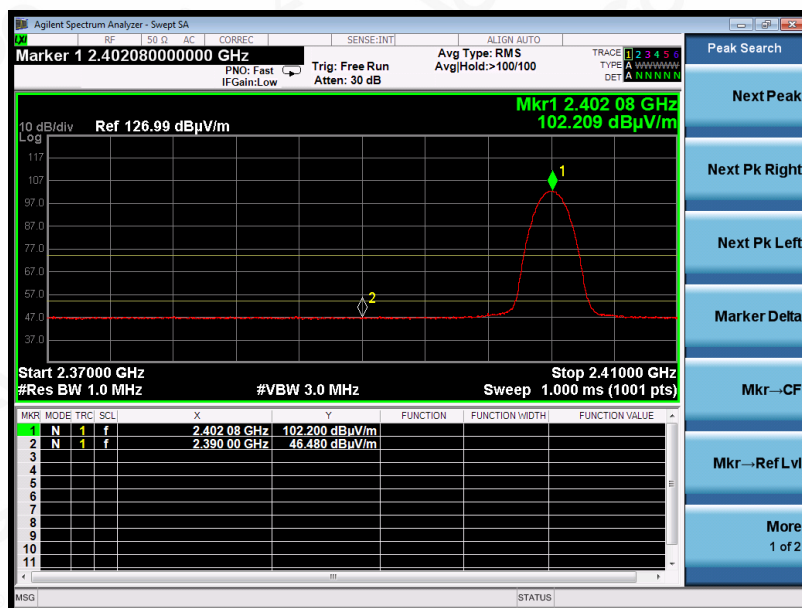 Agilent Spectrum Analyzer - Swept SA
LXI RF 50 Ω AC CORREC SENSE:INT ALIGN AUTO
Marker 1 2.402080000000 GHz
PNO: Fast
IFGain:Low
Trig: Free Run
Atten: 30 dB
Avg Type: RMS
Avg|Hold:>100/100
TRACE 1 2 3 4 5 6
TYPE A WWWWW
DET A N N N N N
Mkr1 2.402 08 GHz
102.209 dBµV/m
10 dB/div Ref 126.99 dBµV/m
Log
117
107
97.0
87.0
77.0
67.0
57.0
47.0
37.0
1
2
Start 2.37000 GHz Stop 2.41000 GHz
#Res BW 1.0 MHz #VBW 3.0 MHz Sweep 1.000 ms (1001 pts)
MKR MODE TRC SCL X Y FUNCTION FUNCTION WIDTH FUNCTION VALUE
1 N 1 f 2.402 08 GHz 102.200 dBµV/m
2 N 1 f 2.390 00 GHz 46.480 dBµV/m
3
4
5
6
7
8
9
10
11
MSG STATUS
Peak Search
Next Peak
Next Pk Right
Next Pk Left
Marker Delta
Mkr→CF
Mkr→Ref Lvl
More
1 of 2